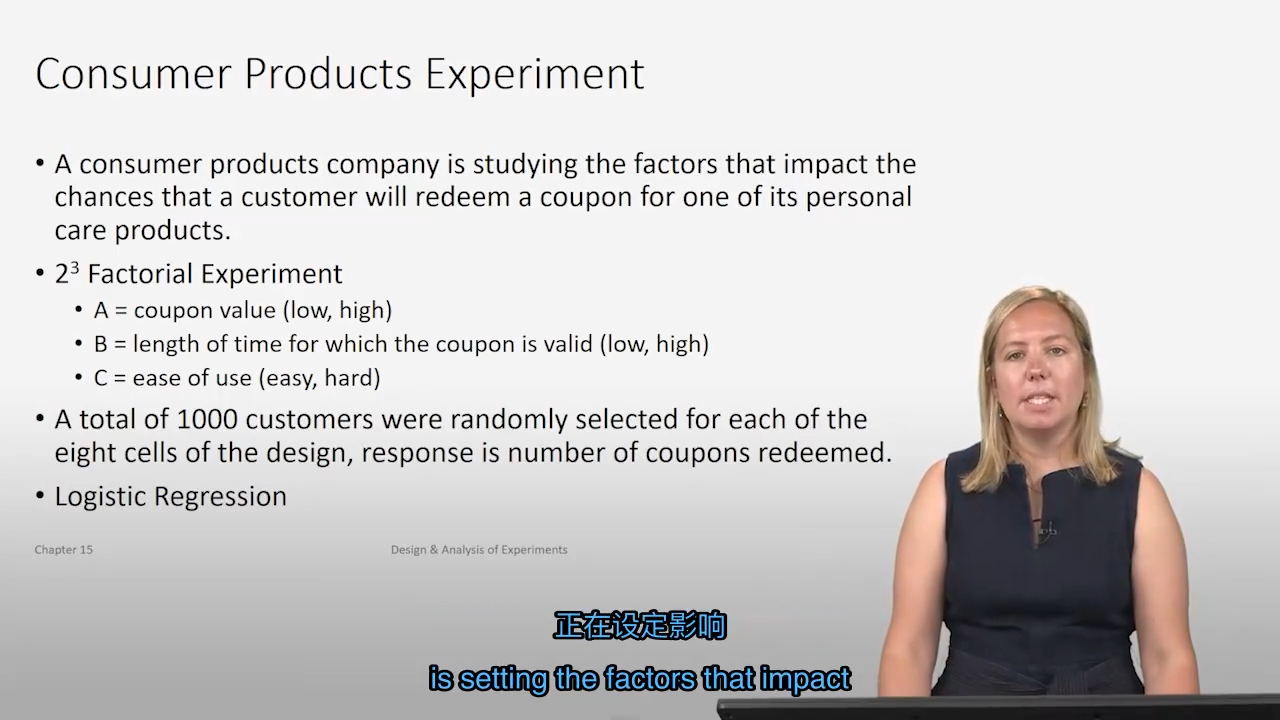 Consumer Products Experiment
• A consumer products company is studying the factors that impact the
chances that a customer will redeem a coupon for one of its personal
care products.
• 2³ Factorial Experiment
• A = coupon value (low, high)
• B = length of time for which the coupon is valid (low, high)
• C = ease of use (easy, hard)
• A total of 1000 customers were randomly selected for each of the
eight cells of the design, response is number of coupons redeemed.
• Logistic Regression
Chapter 15
Design & Analysis of Experiments
正在设定影响
is setting the factors that impact